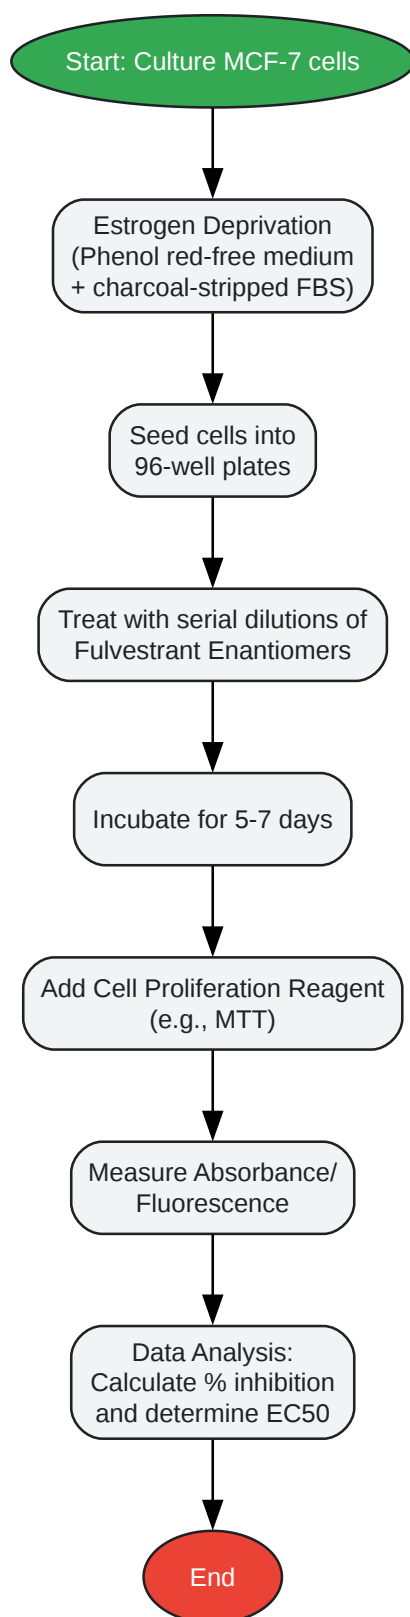 Start: Culture MCF-7 cells
Estrogen Deprivation
(Phenol red-free medium
+ charcoal-stripped FBS)
Seed cells into
96-well plates
Treat with serial dilutions of
Fulvestrant Enantiomers
Incubate for 5-7 days
Add Cell Proliferation Reagent
(e.g., MTT)
Measure Absorbance/
Fluorescence
Data Analysis:
Calculate % inhibition
and determine EC50
End